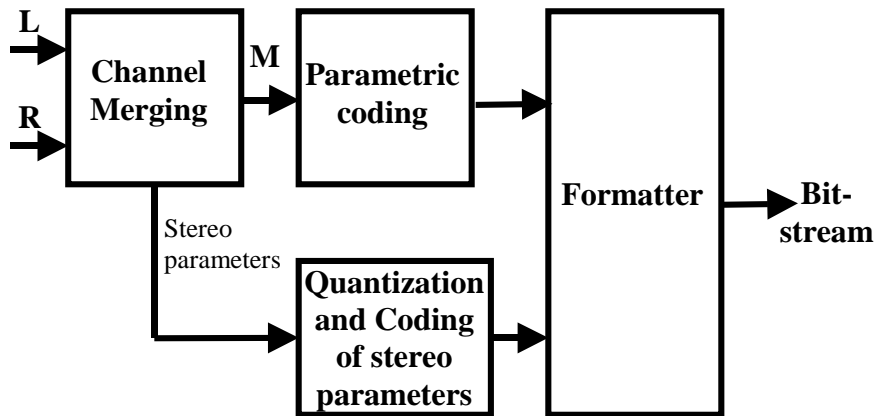 L
R
Channel
Merging
M
Parametric
coding
Formatter
Bit-
stream
Stereo
parameters
Quantization
and Coding
of stereo
parameters